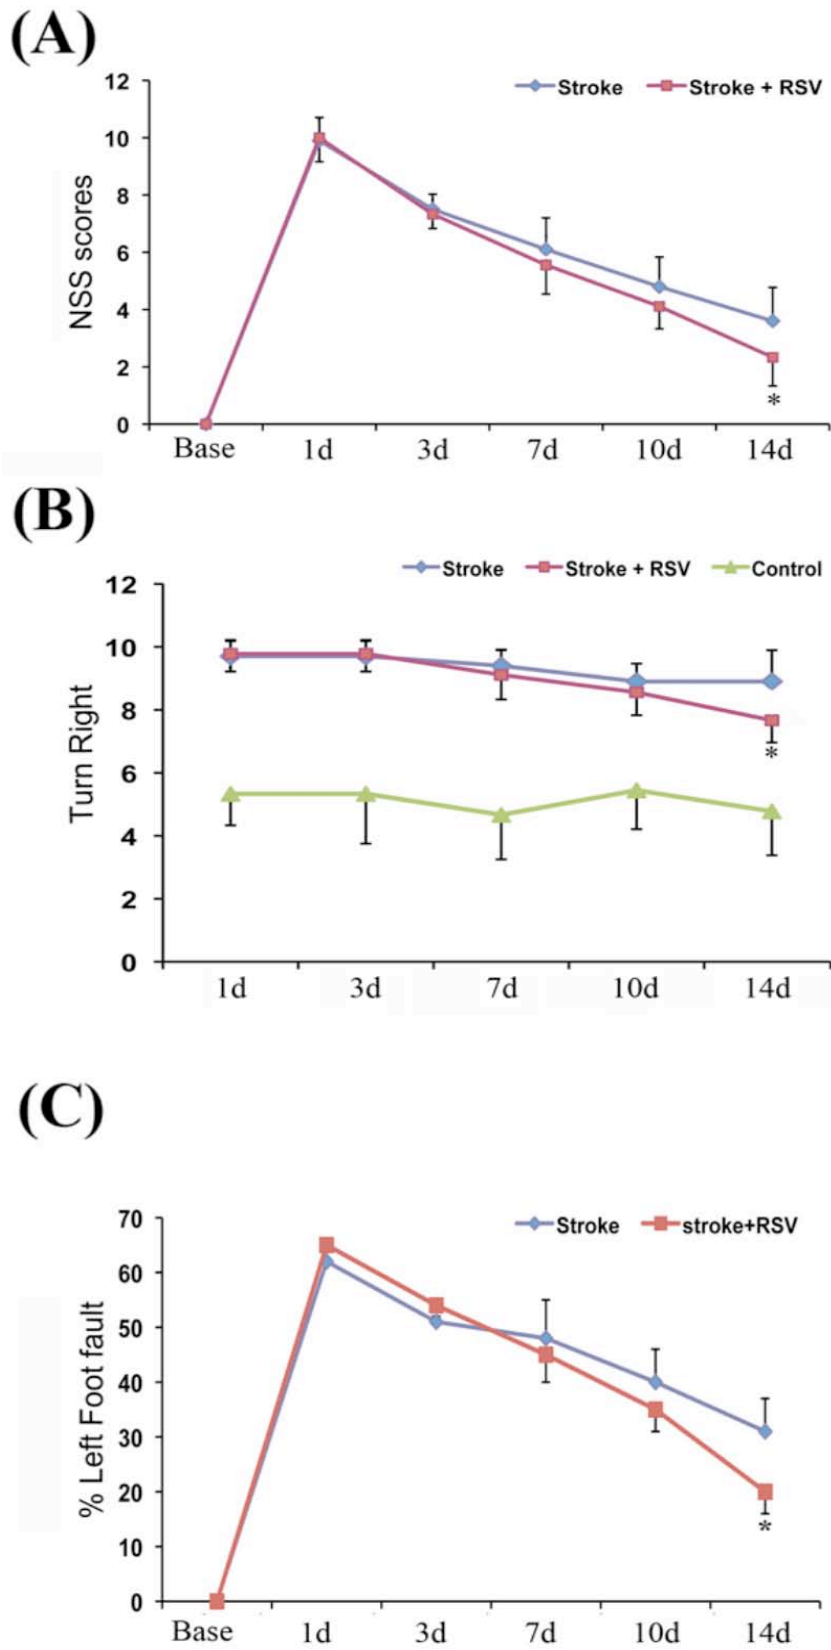 (A)
Stroke Stroke + RSV
NSS scores
12
10
8
6
4
2
0
*
Base 1d 3d 7d 10d 14d
(B)
Stroke Stroke + RSV Control
Turn Right
12
10
8
6
4
2
0
*
1d 3d 7d 10d 14d
(C)
Stroke stroke+RSV
% Left Foot fault
70
60
50
40
30
20
10
0
*
Base 1d 3d 7d 10d 14d